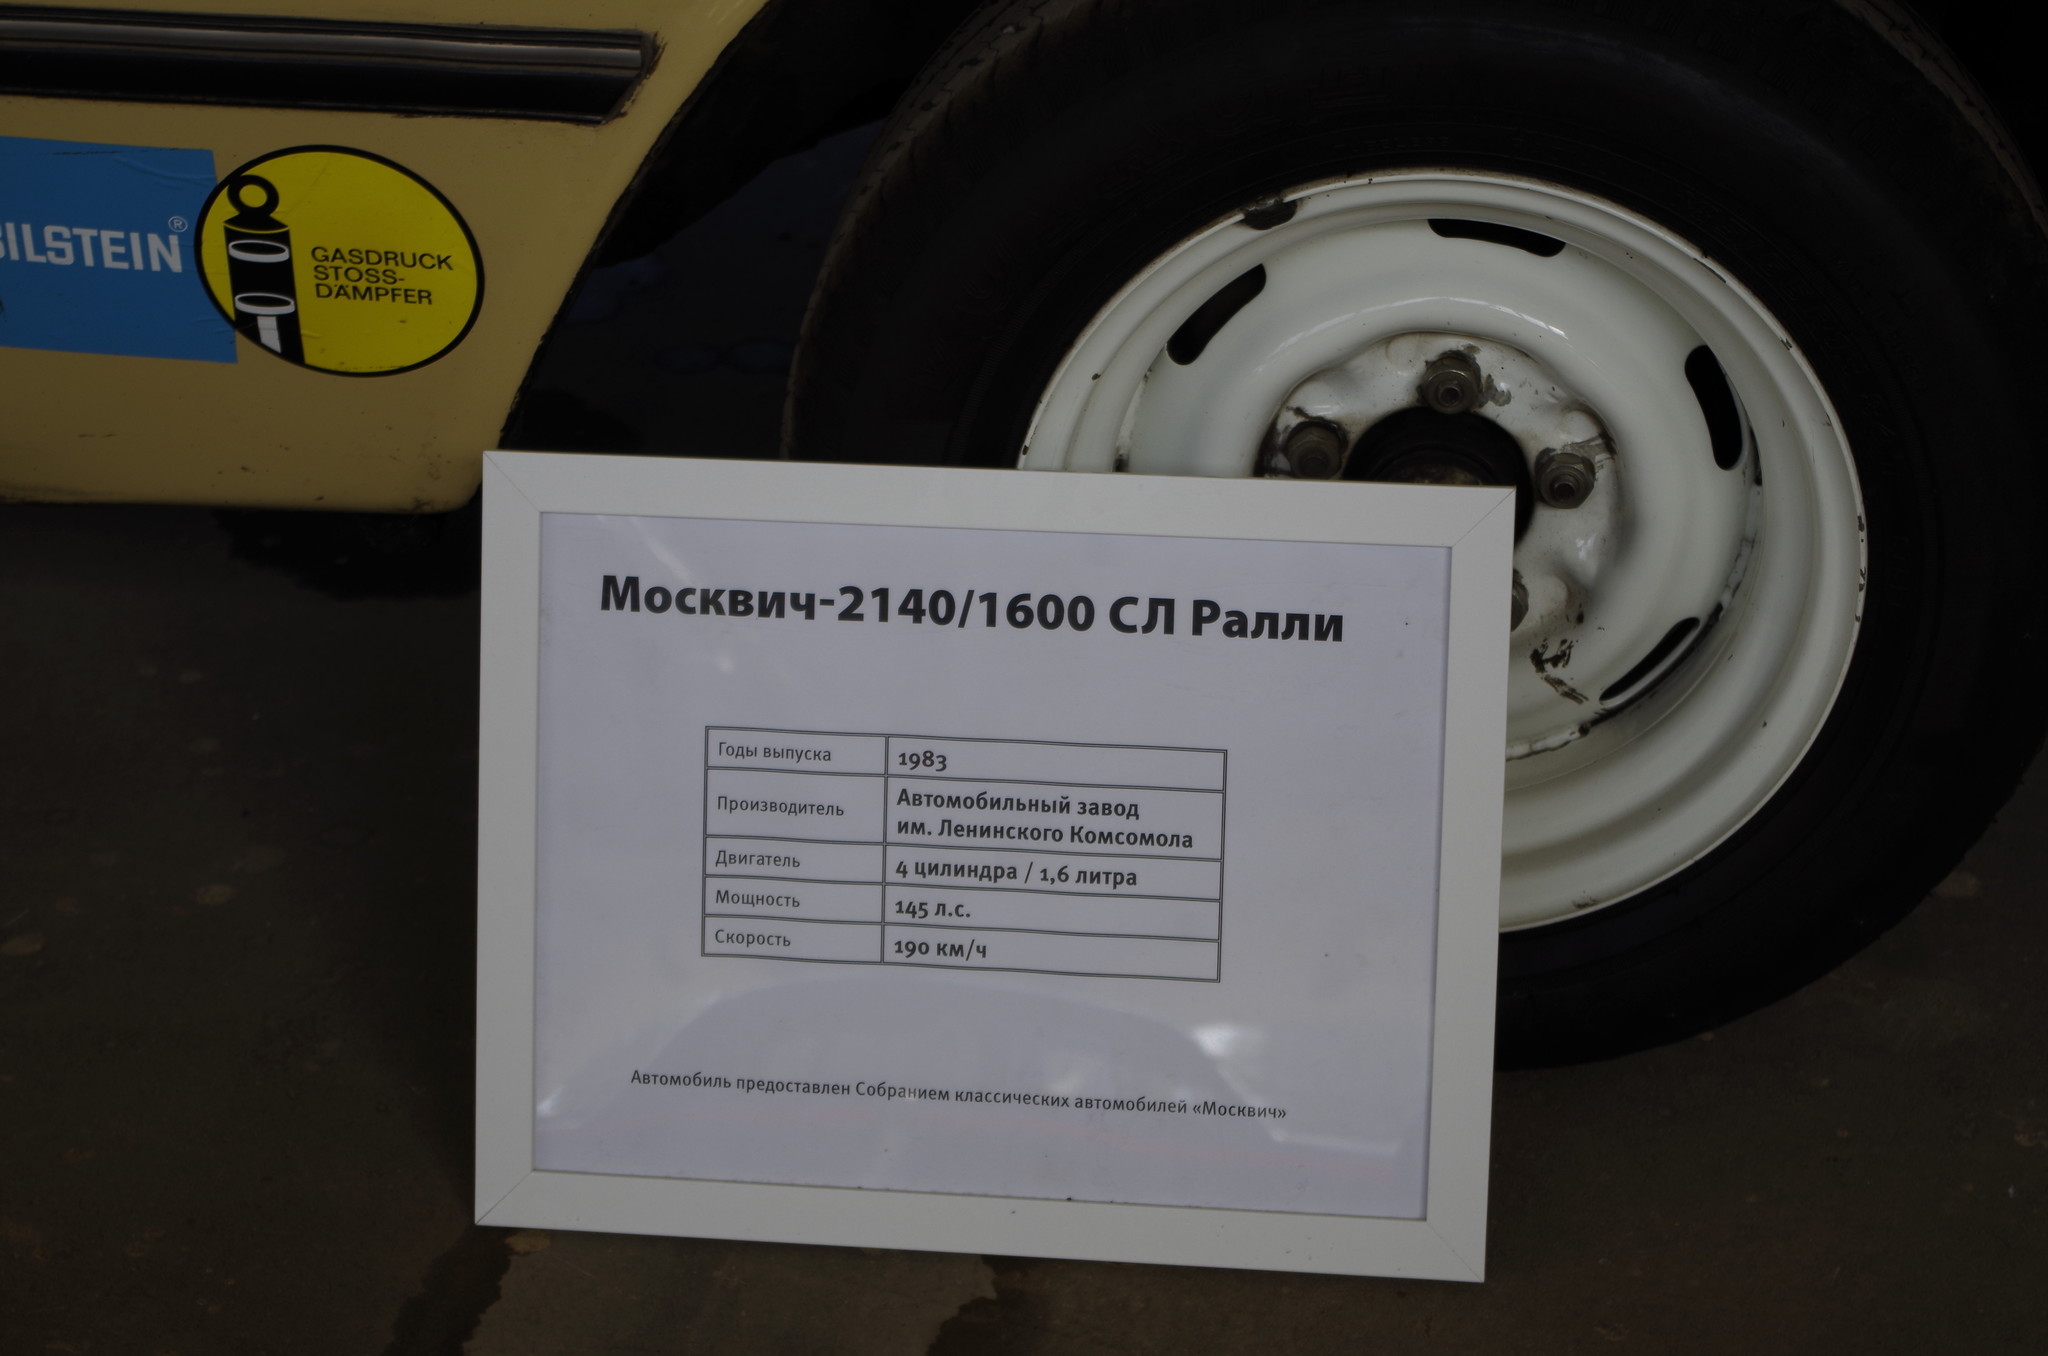 BILSTEIN®
GASDRUCK
STOSS-
DÄMPFER
Москвич-2140/1600 СЛ Ралли
Годы выпуска 1983
Производитель Автомобильный завод
им. Ленинского Комсомола
Двигатель 4 цилиндра / 1,6 литра
Мощность 145 л.с.
Скорость 190 км/ч
Автомобиль предоставлен Собранием классических автомобилей «Москвич»